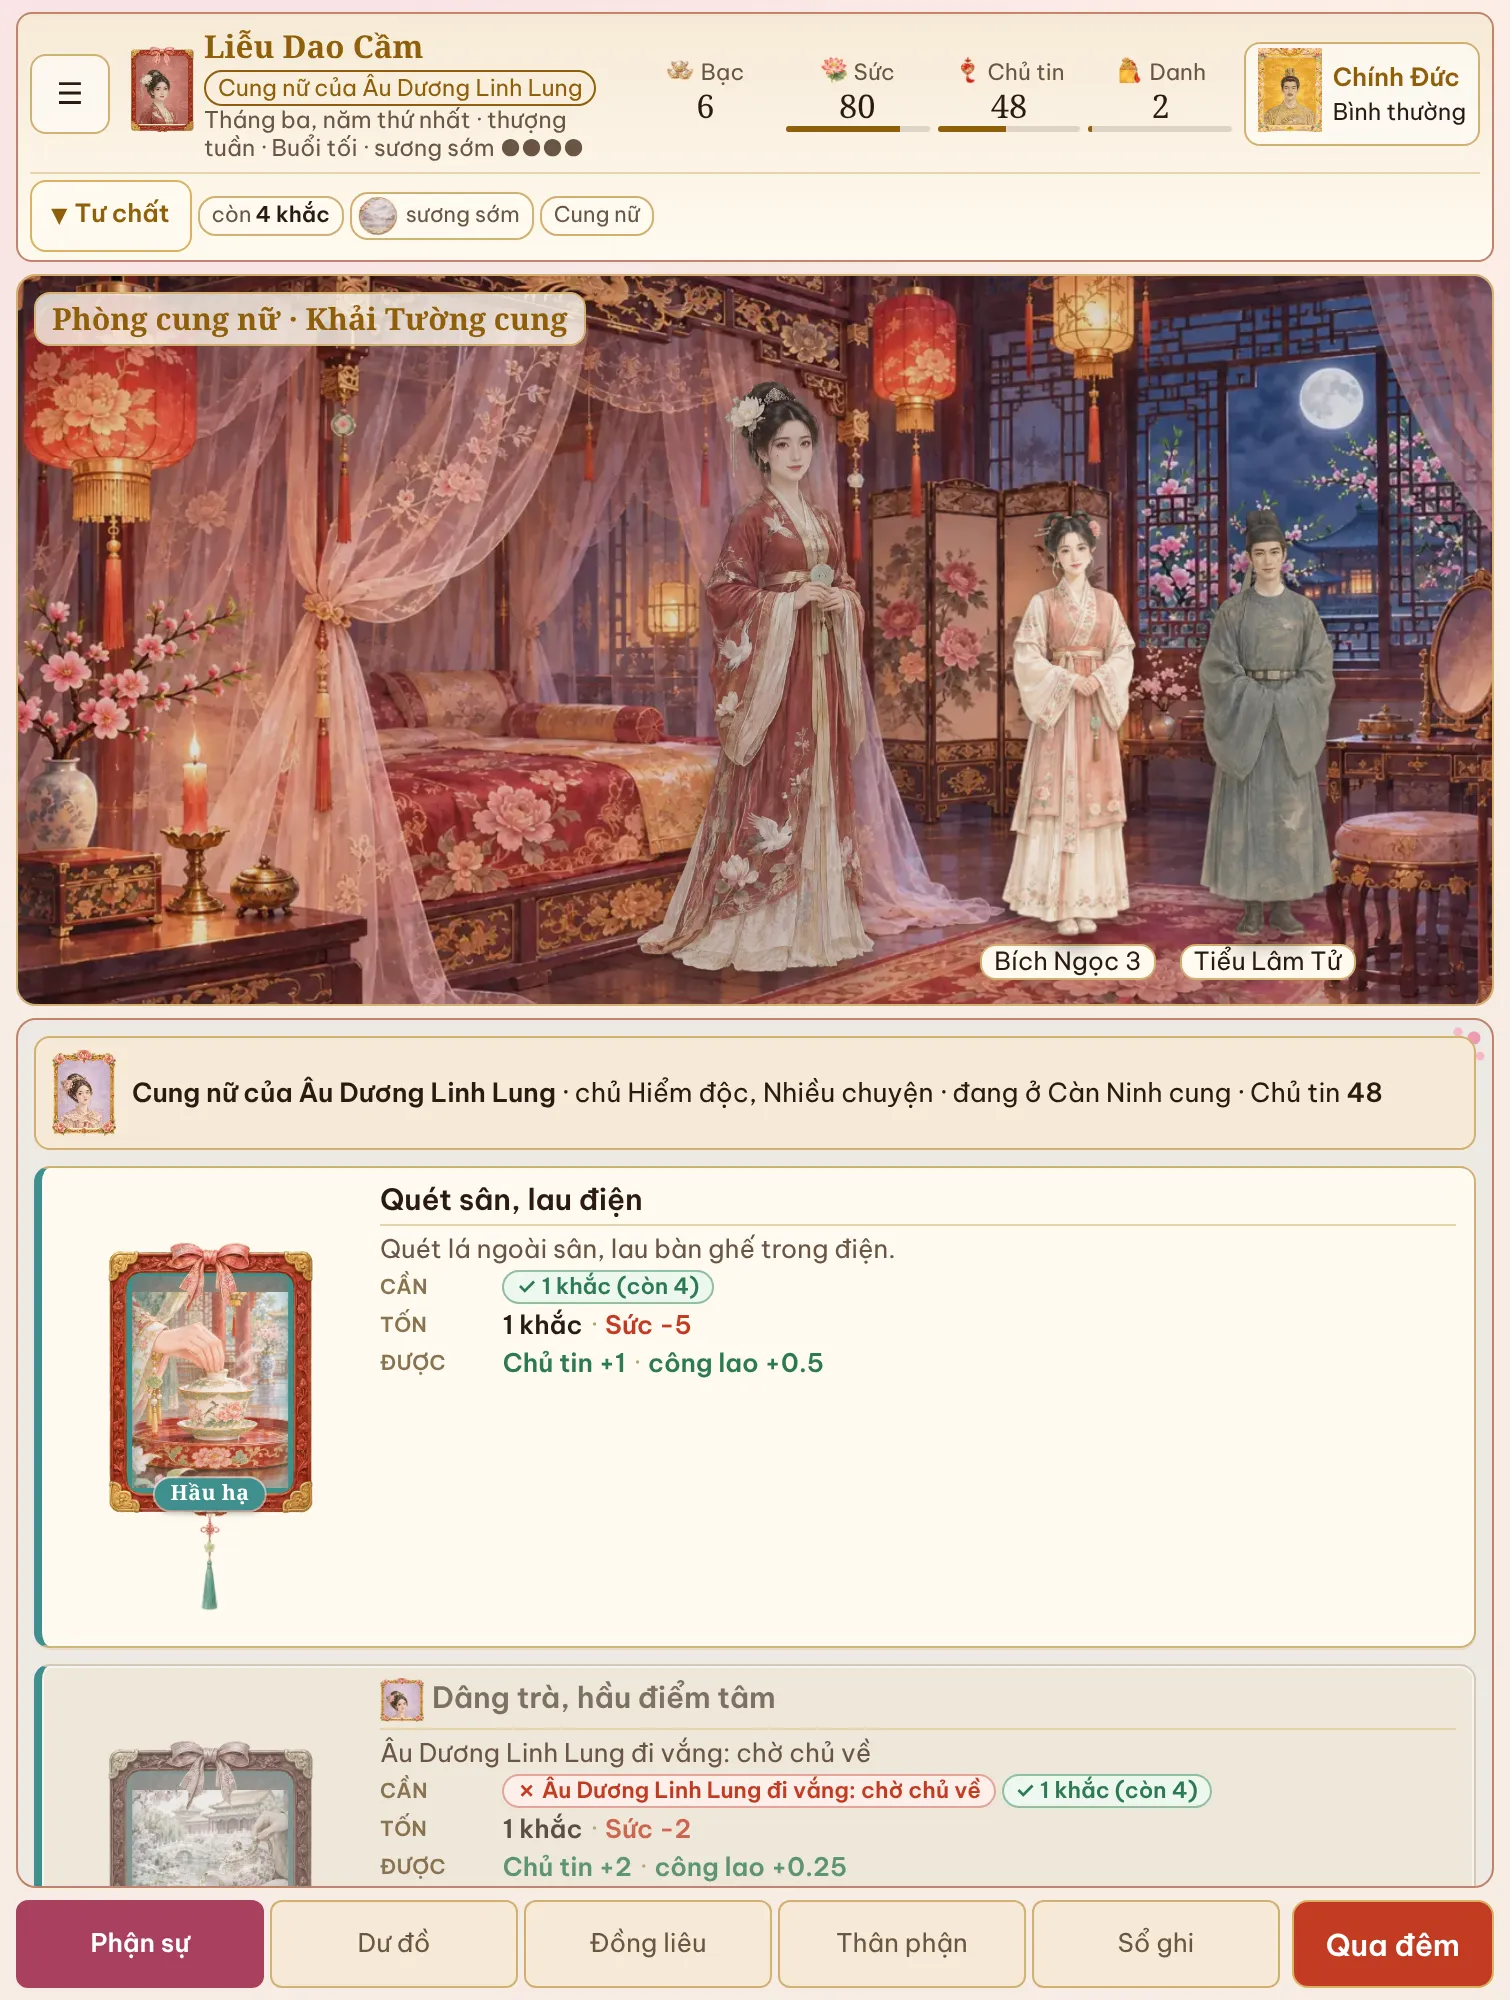 ☰
Liễu Dao Cầm
Cung nữ của Âu Dương Linh Lung
Tháng ba, năm thứ nhất · thượng
tuần · Buổi tối · sương sớm ●●●●
Bạc
6
Sức
80
Chủ tin
48
Danh
2
Chính Đức
Bình thường
▼ Tư chất
còn 4 khắc
sương sớm
Cung nữ
Phòng cung nữ · Khải Tường cung
Bích Ngọc 3
Tiểu Lâm Tử
Cung nữ của Âu Dương Linh Lung · chủ Hiểm độc, Nhiều chuyện · đang ở Càn Ninh cung · Chủ tin 48
Quét sân, lau điện
Quét lá ngoài sân, lau bàn ghế trong điện.
CẦN ✓ 1 khắc (còn 4)
TỐN 1 khắc · Sức −5
ĐƯỢC Chủ tin +1 · công lao +0.5
Hầu hạ
Dâng trà, hầu điểm tâm
Âu Dương Linh Lung đi vắng: chờ chủ về
CẦN ✕ Âu Dương Linh Lung đi vắng: chờ chủ về ✓ 1 khắc (còn 4)
TỐN 1 khắc · Sức −2
ĐƯỢC Chủ tin +2 · công lao +0.25
Phận sự
Dư đồ
Đồng liêu
Thân phận
Sổ ghi
Qua đêm